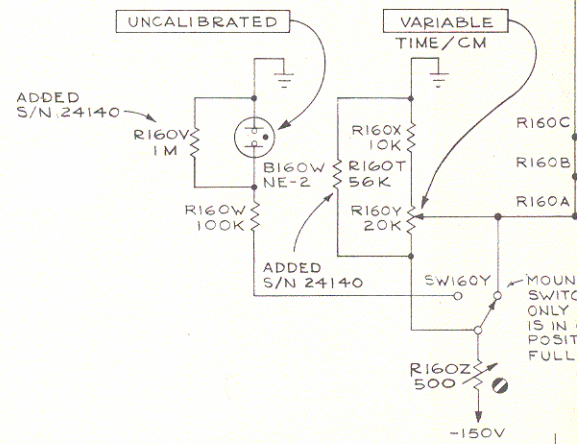 UNCALIBRATED
VARIABLE
TIME/CM
ADDED
S/N 24140
R160V
1M
B160W
NE-2
R160W
100K
R160X
10K
R160T
56K
R160Y
20K
R160C
R160B
R160A
ADDED
S/N 24140
SW160Y
MOUN
SWITC
ONLY
IS IN
POSIT
FULL
R160Z
500
-150V